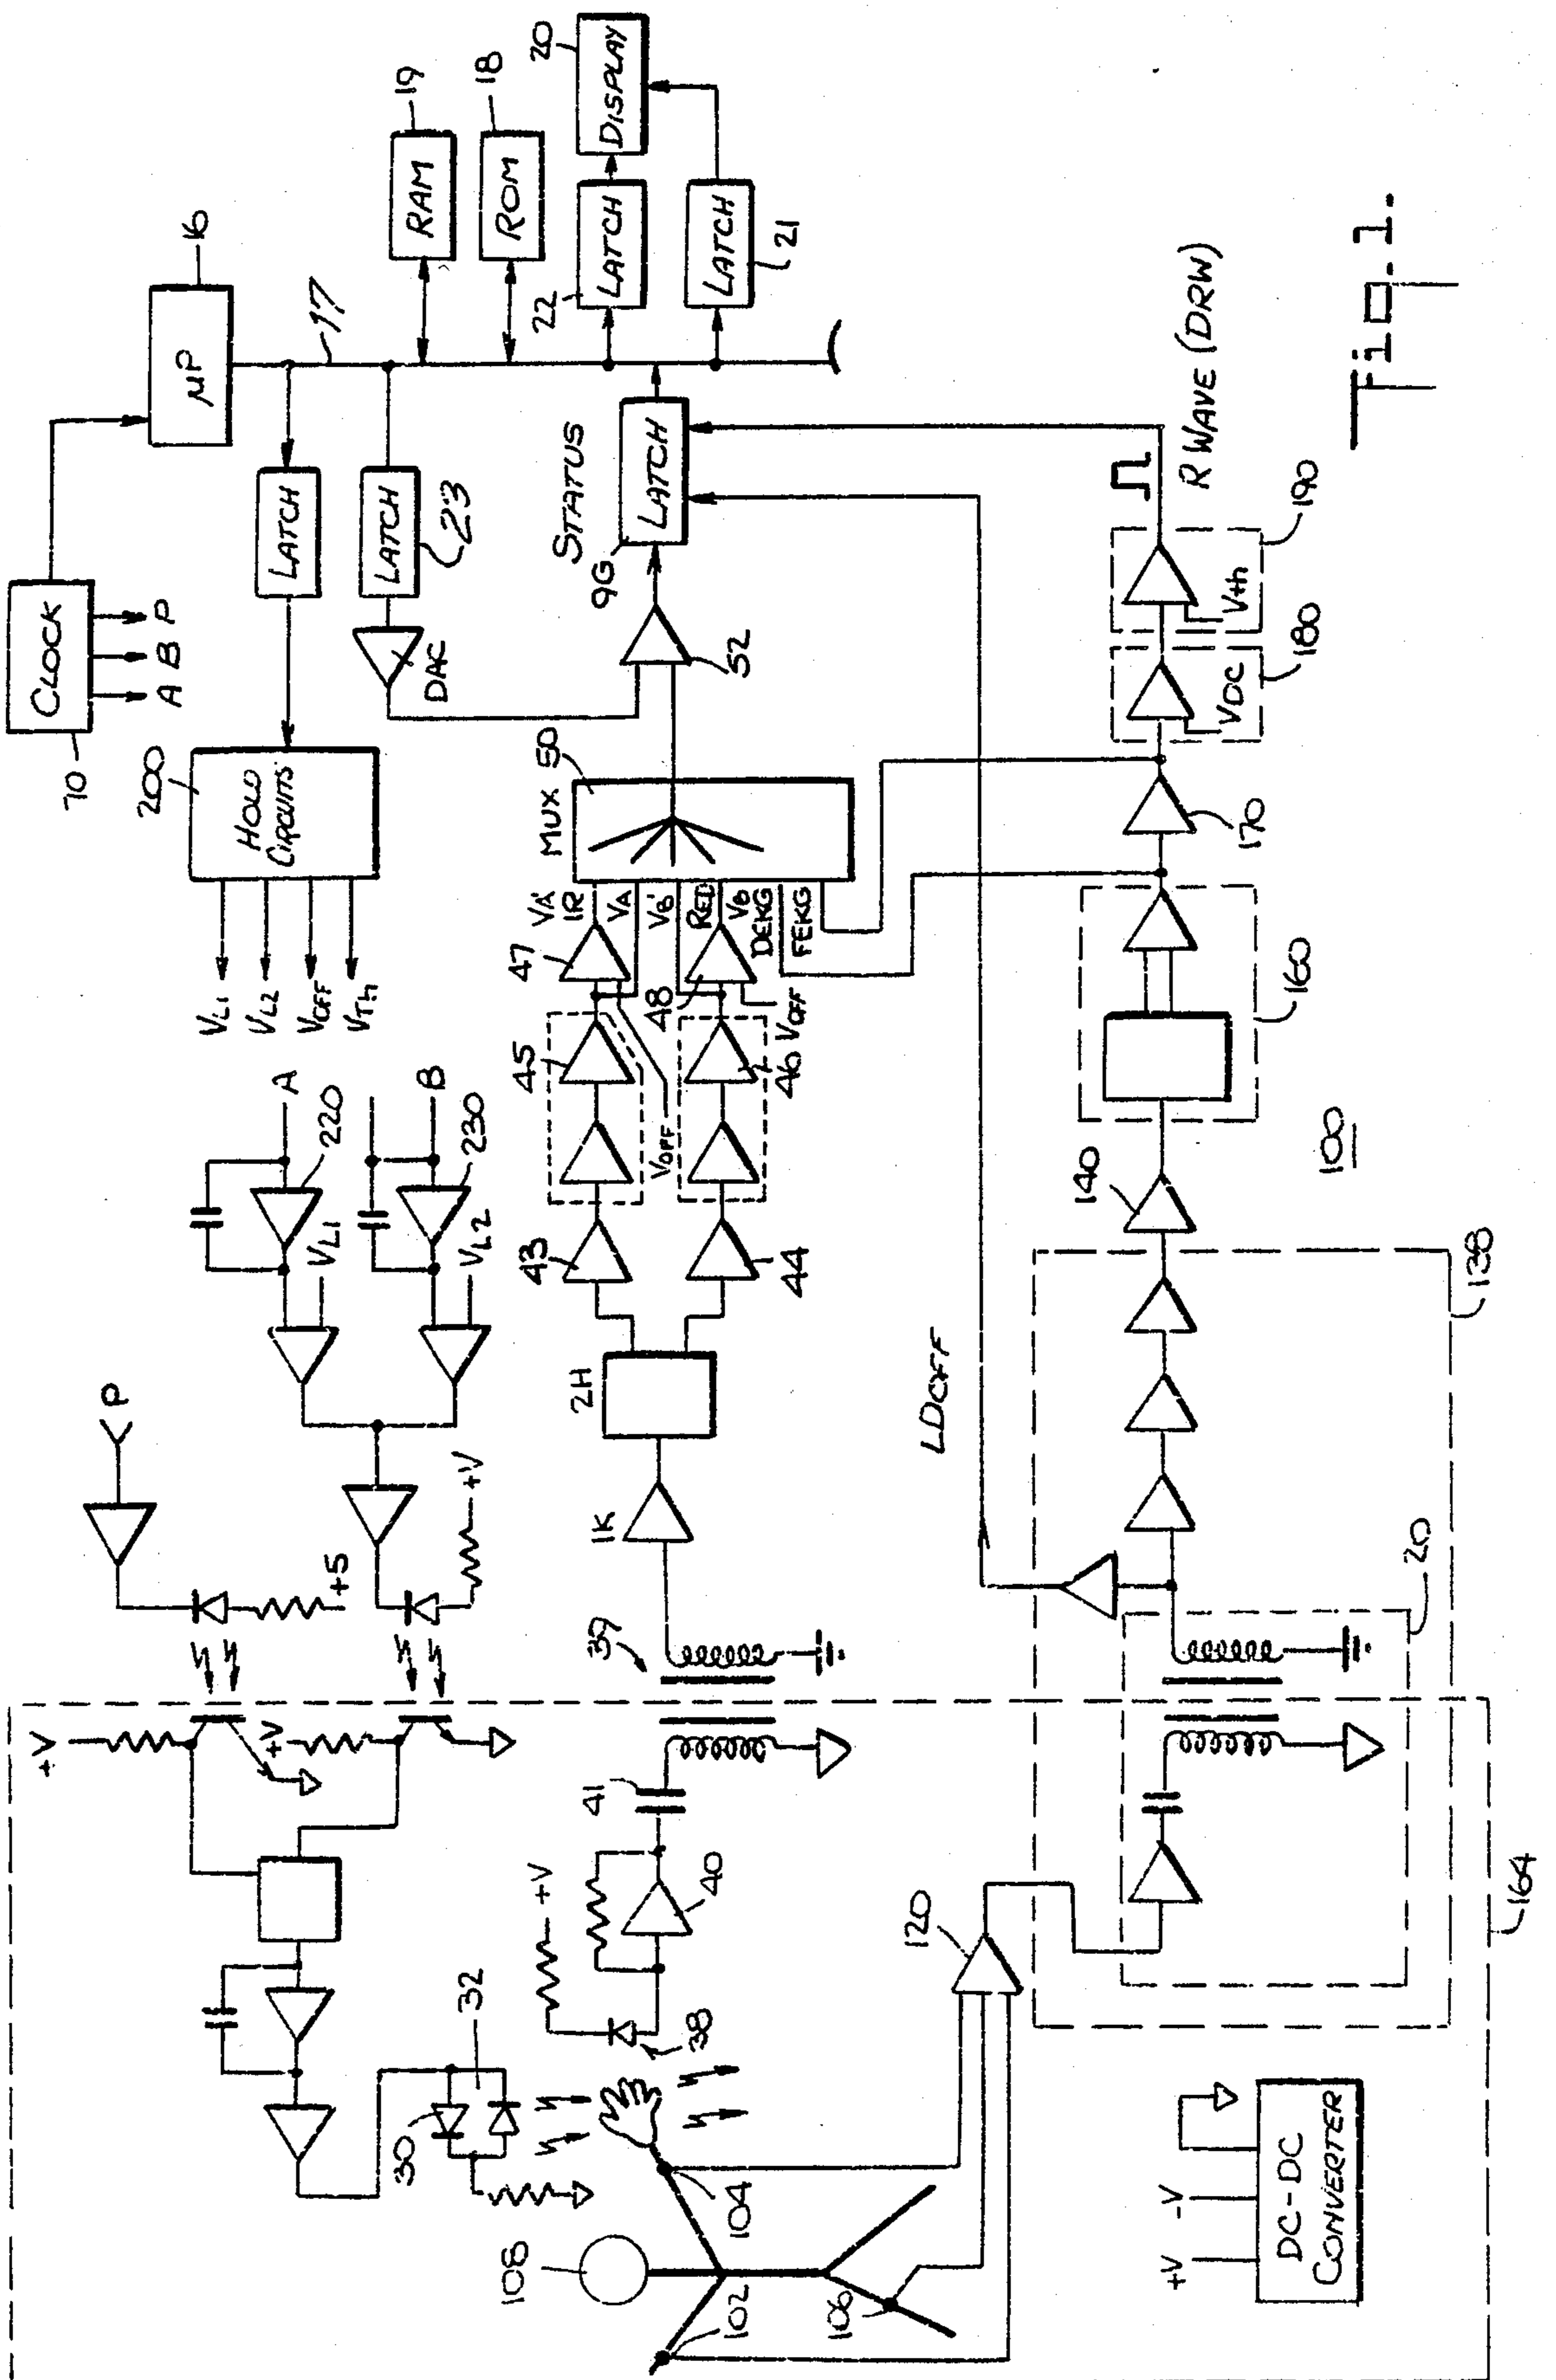 CLOCK
70
A
B
P
16
μP
17
RAM
19
ROM
18
LATCH
22
DISPLAY
20
LATCH
21
LATCH
LATCH
23
DAC
200
HOLD
CIRCUITS
VL1
VL2
VOFF
VTh
STATUS
LATCH
9G
52
MUX
50
VA'
IR
VA
VB'
RED
VB
DEKG
FEKG
47
48
VOFF
45
46
VOFF
43
44
2H
1K
39
A
220
VL1
B
230
VL2
P
+5
+V
+V
+V
32
30
38
+V
40
41
108
102
104
106
120
LDOFF
20
138
164
140
160
100
170
180
VDC
190
Vth
R WAVE (DRW)
+V
-V
DC-DC
CONVERTER
Fig.1.